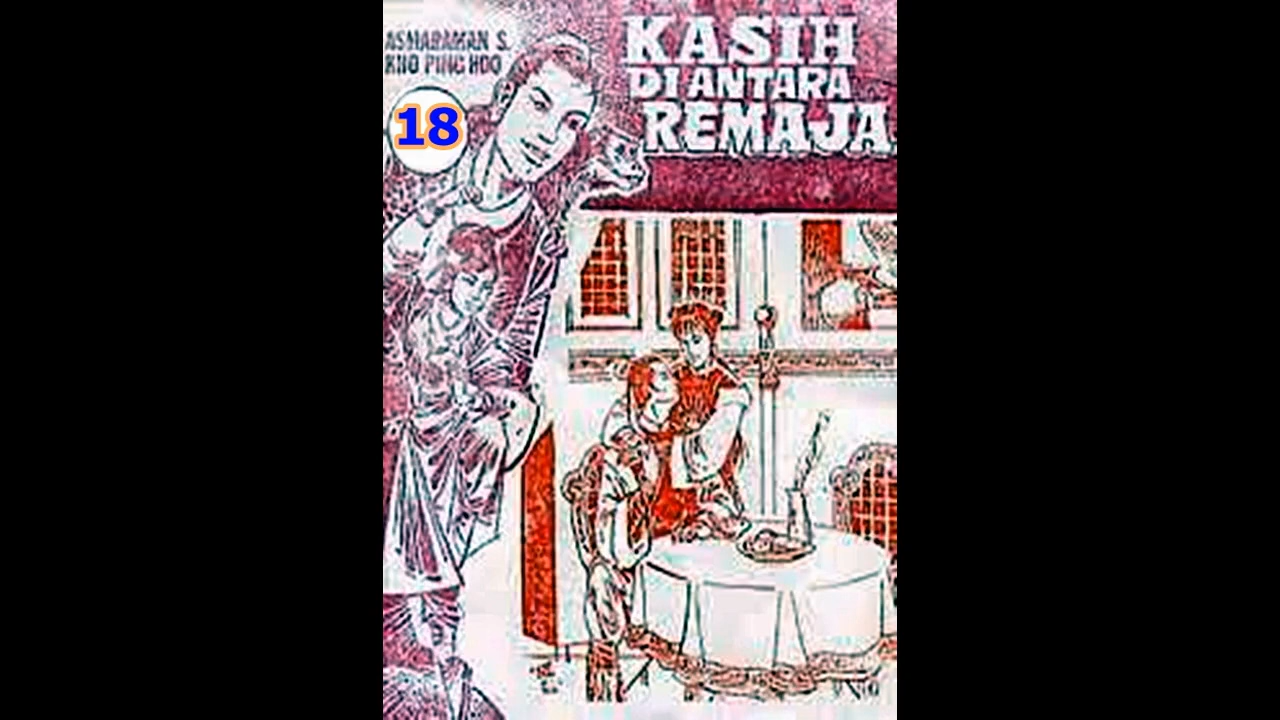 ASMARAMAN S.
KHO PING HOO
KASIH
DI ANTARA
REMAJA
18